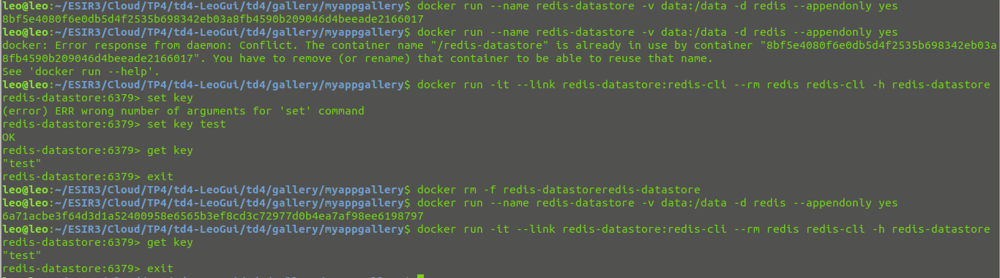 leo@leo:~/ESIR3/Cloud/TP4/td4-LeoGui/td4/gallery/myappgallery$ docker run --name redis-datastore -v data:/data -d redis --appendonly yes
8bf5e4080f6e0db5d4f2535b698342eb03a8fb4590b209046d4beeade2166017
leo@leo:~/ESIR3/Cloud/TP4/td4-LeoGui/td4/gallery/myappgallery$ docker run --name redis-datastore -v data:/data -d redis --appendonly yes
docker: Error response from daemon: Conflict. The container name "/redis-datastore" is already in use by container "8bf5e4080f6e0db5d4f2535b698342eb03a
8fb4590b209046d4beeade2166017". You have to remove (or rename) that container to be able to reuse that name.
See 'docker run --help'.
leo@leo:~/ESIR3/Cloud/TP4/td4-LeoGui/td4/gallery/myappgallery$ docker run -it --link redis-datastore:redis-cli --rm redis redis-cli -h redis-datastore
redis-datastore:6379> set key
(error) ERR wrong number of arguments for 'set' command
redis-datastore:6379> set key test
OK
redis-datastore:6379> get key
"test"
redis-datastore:6379> exit
leo@leo:~/ESIR3/Cloud/TP4/td4-LeoGui/td4/gallery/myappgallery$ docker rm -f redis-datastoreredis-datastore
leo@leo:~/ESIR3/Cloud/TP4/td4-LeoGui/td4/gallery/myappgallery$ docker run --name redis-datastore -v data:/data -d redis --appendonly yes
6a71acbe3f64d3d1a52400958e6565b3ef8cd3c72977d0b4ea7af98ee6198797
leo@leo:~/ESIR3/Cloud/TP4/td4-LeoGui/td4/gallery/myappgallery$ docker run -it --link redis-datastore:redis-cli --rm redis redis-cli -h redis-datastore
redis-datastore:6379> get key
"test"
redis-datastore:6379> exit